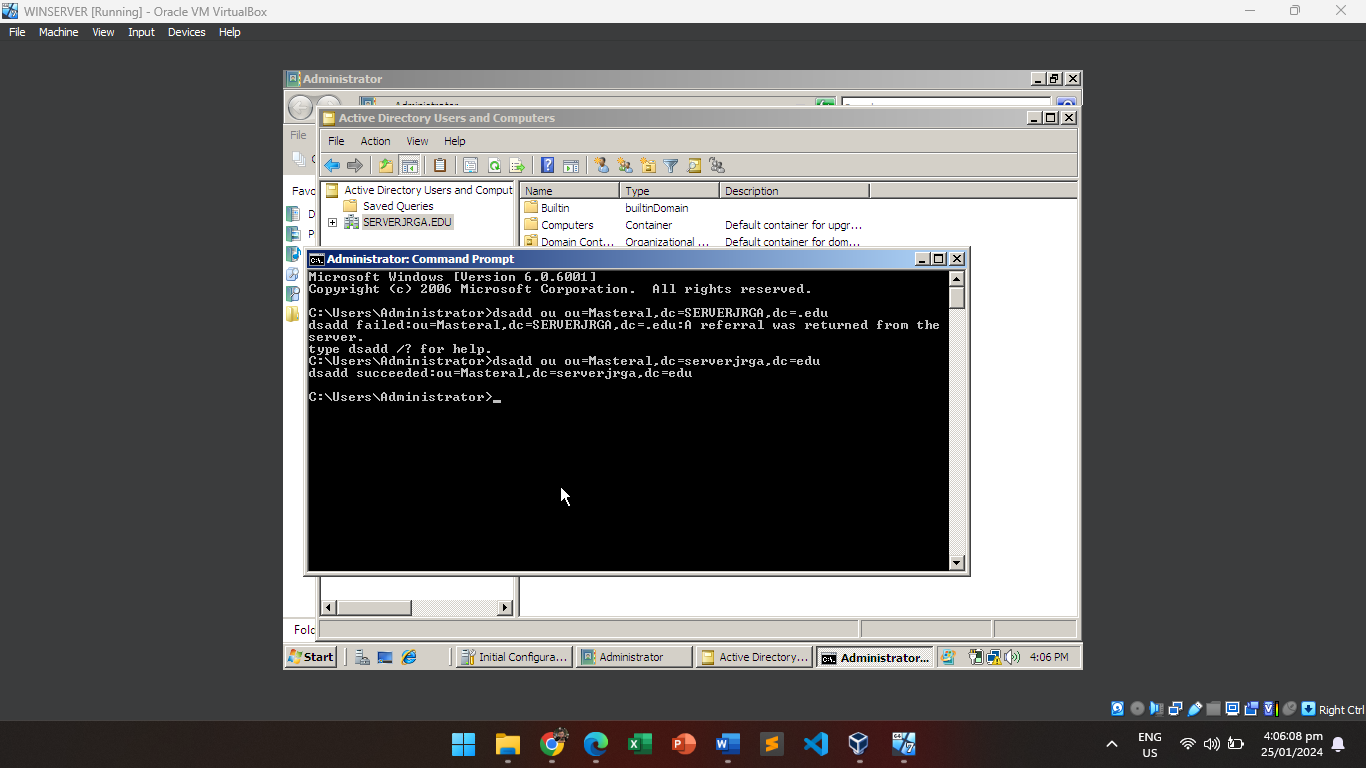 WINSERVER [Running] - Oracle VM VirtualBox
File Machine View Input Devices Help
Administrator
Active Directory Users and Computers
File
File Action View Help
Favo
Active Directory Users and Comput
Saved Queries
SERVERJRGA.EDU
Name Type Description
Builtin builtinDomain
Computers Container Default container for upgr...
Domain Cont... Organizational ... Default container for dom...
Administrator: Command Prompt
Microsoft Windows [Version 6.0.6001]
Copyright (c) 2006 Microsoft Corporation. All rights reserved.
C:\Users\Administrator>dsadd ou ou=Masteral,dc=SERVERJRGA,dc=.edu
dsadd failed:ou=Masteral,dc=SERVERJRGA,dc=.edu:A referral was returned from the
server.
type dsadd /? for help.
C:\Users\Administrator>dsadd ou ou=Masteral,dc=serverjrga,dc=edu
dsadd succeeded:ou=Masteral,dc=serverjrga,dc=edu
C:\Users\Administrator>_
Folc
Start Initial Configura... Administrator Active Directory... Administrator... 4:06 PM
Right Ctrl
ENG
US
4:06:08 pm
25/01/2024